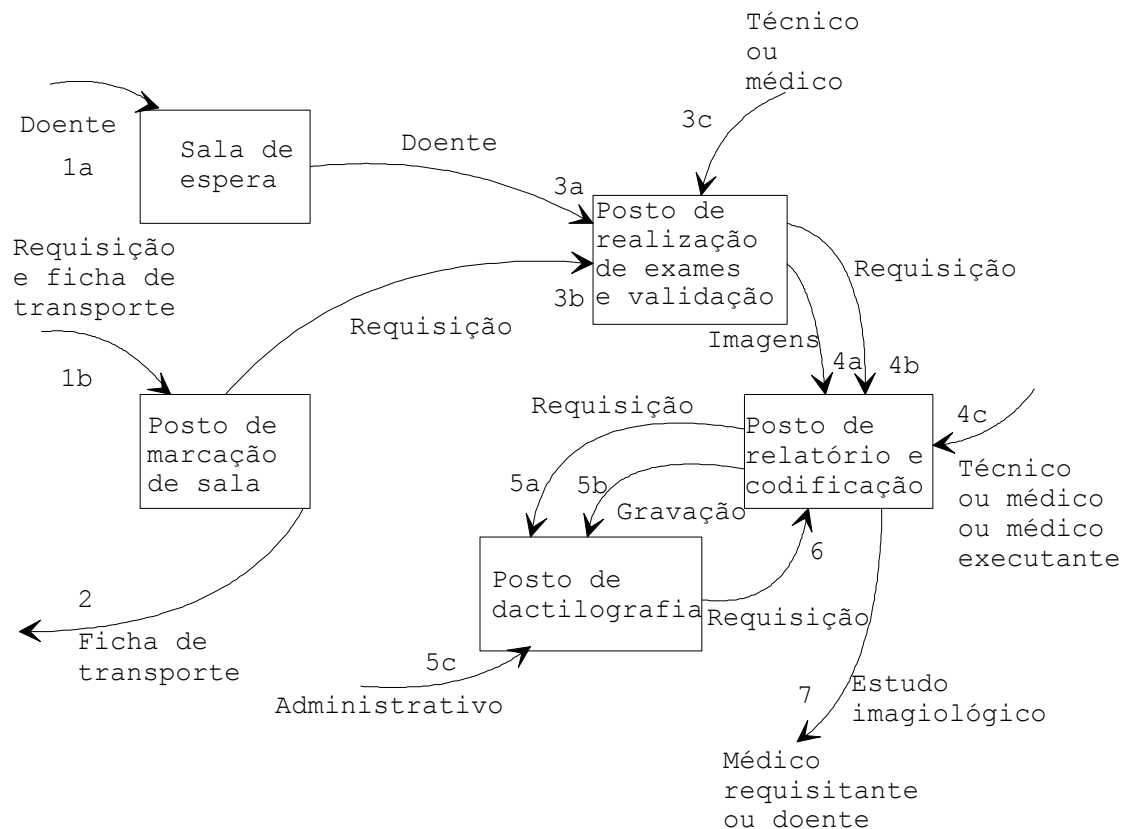 Técnico
ou
médico
3c
Doente
1a
Sala de
espera
Doente
3a
Requisição
e ficha de
transporte
1b
Posto de
realização
de exames
e validação
3b
Requisição
Requisição
Imagens
4a
4b
Posto de
marcação
de sala
Requisição
5a
5b
Gravação
Posto de
relatório e
codificação
4c
Técnico
ou médico
ou médico
executante
6
Posto de
dactilografia
Requisição
2
Ficha de
transporte
5c
Administrativo
7
Estudo
imagiológico
Médico
requisitante
ou doente